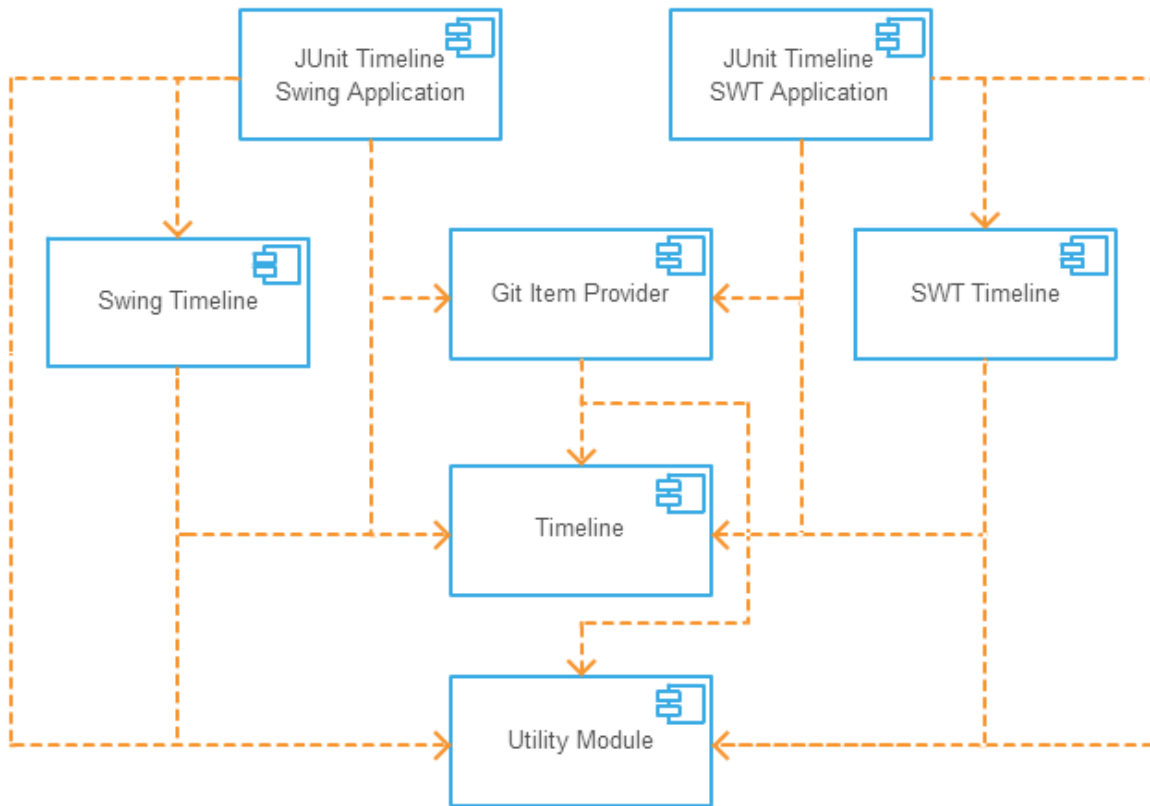 JUnit Timeline
Swing Application
JUnit Timeline
SWT Application
Swing Timeline
Git Item Provider
SWT Timeline
Timeline
Utility Module